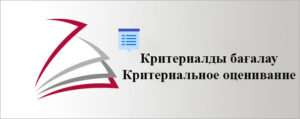 Критериалды бағалау
Критериальное оценивание